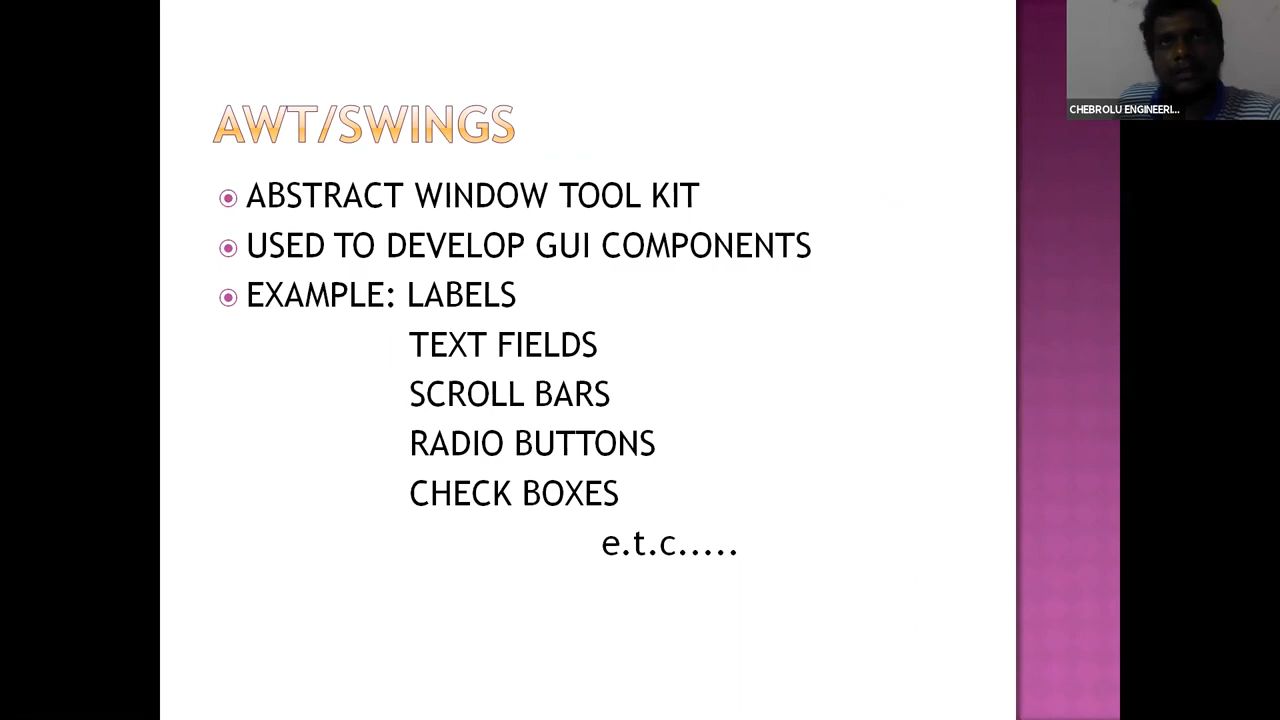 AWT/SWINGS
ABSTRACT WINDOW TOOL KIT
USED TO DEVELOP GUI COMPONENTS
EXAMPLE: LABELS
TEXT FIELDS
SCROLL BARS
RADIO BUTTONS
CHECK BOXES
e.t.c.....
CHEBROLU ENGINEERI...